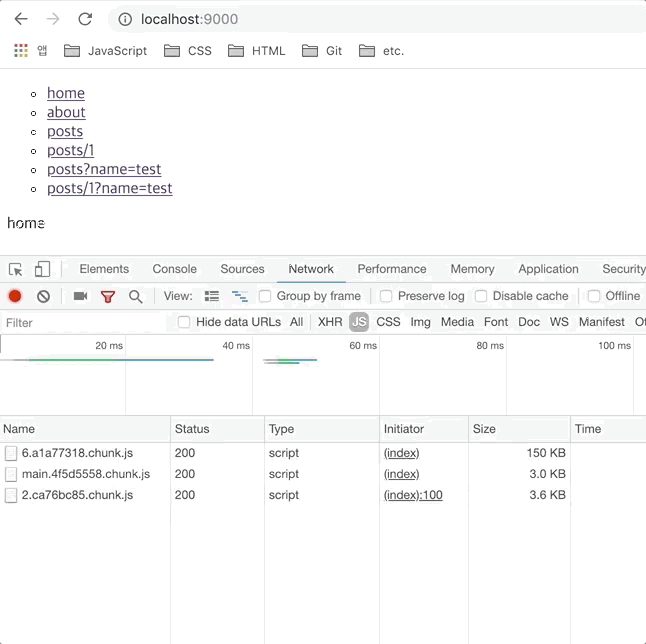 localhost:9000
앱 JavaScript CSS HTML Git etc.
home
about
posts
posts/1
posts?name=test
posts/1?name=test
home
Elements Console Sources Network Performance Memory Application Security
View: Group by frame Preserve log Disable cache Offline
Filter Hide data URLs All XHR JS CSS Img Media Font Doc WS Manifest Ot
20 ms 40 ms 60 ms 80 ms 100 ms
Name Status Type Initiator Size Time
6.a1a77318.chunk.js 200 script (index) 150 KB
main.4f5d5558.chunk.js 200 script (index) 3.0 KB
2.ca76bc85.chunk.js 200 script (index):100 3.6 KB